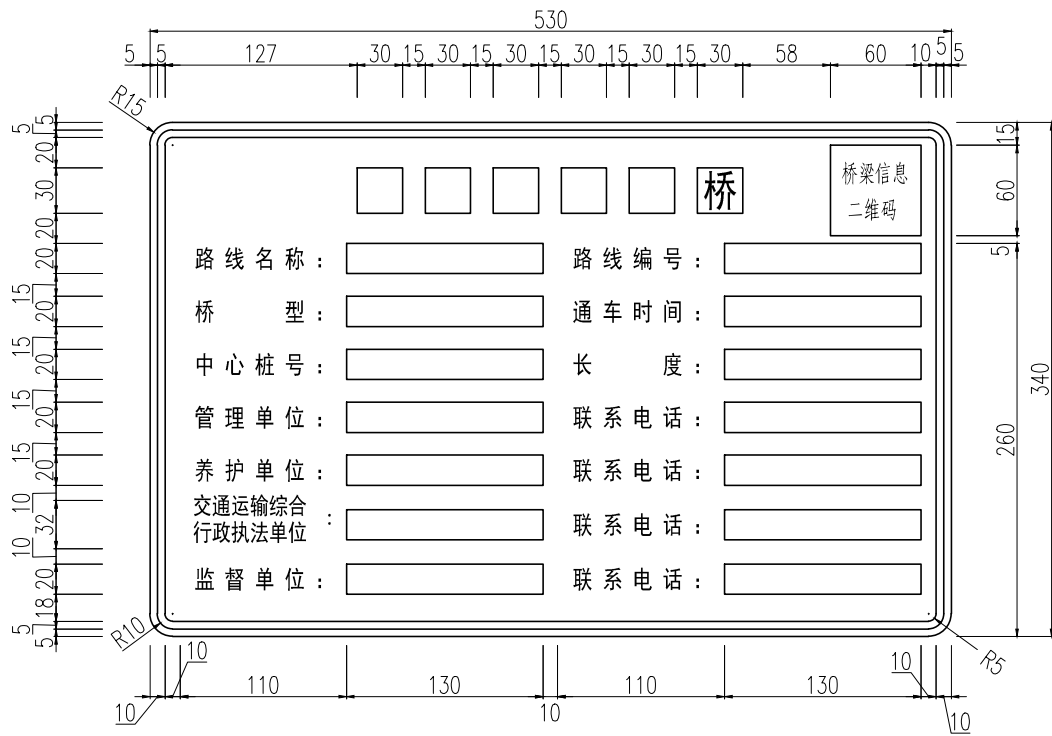 530
5 5 127 30 15 30 15 30 15 30 15 30 15 30 58 60 10 5 5
R15
桥
桥梁信息
二维码
路线名称： 路线编号：
桥型： 通车时间：
中心桩号： 长度：
管理单位： 联系电话：
养护单位： 联系电话：
交通运输综合
行政执法单位： 联系电话：
监督单位： 联系电话：
5 5 20 30 20 20 15 20 15 20 15 20 15 20 10 32 10 20 18 5 5
15 60 5 260
340
R10
R5
10 10 110 130 10 110 130 10 10